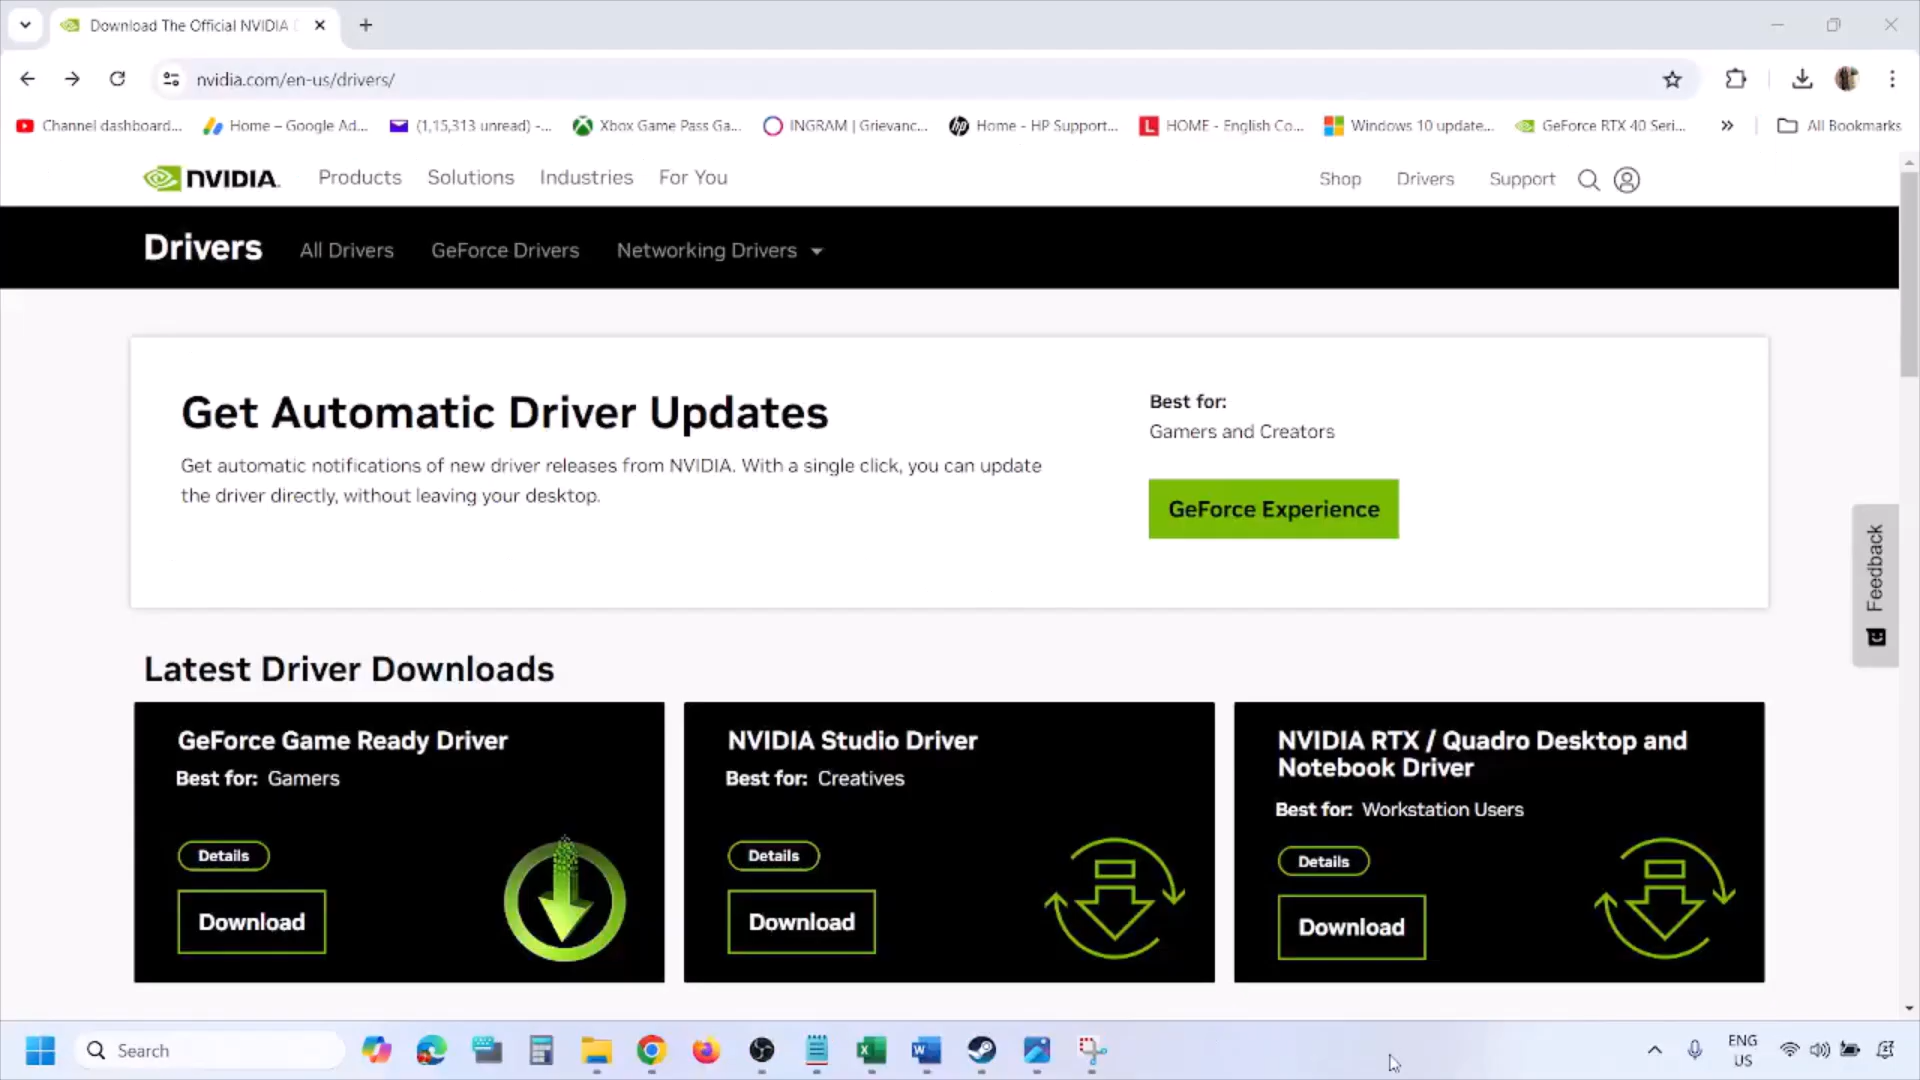 Download The Official NVIDIA
nvidia.com/en-us/drivers/
Channel dashboard...
Home – Google Ad...
(1,15,313 unread) -...
Xbox Game Pass Ga...
INGRAM | Grievanc...
Home - HP Support...
HOME - English Co...
Windows 10 update...
GeForce RTX 40 Seri...
All Bookmarks
NVIDIA.
Products
Solutions
Industries
For You
Shop
Drivers
Support
Drivers
All Drivers
GeForce Drivers
Networking Drivers
Get Automatic Driver Updates
Get automatic notifications of new driver releases from NVIDIA. With a single click, you can update
the driver directly, without leaving your desktop.
Best for:
Gamers and Creators
GeForce Experience
Feedback
Latest Driver Downloads
GeForce Game Ready Driver
Best for: Gamers
Details
Download
NVIDIA Studio Driver
Best for: Creatives
Details
Download
NVIDIA RTX / Quadro Desktop and
Notebook Driver
Best for: Workstation Users
Details
Download
Search
ENG
US